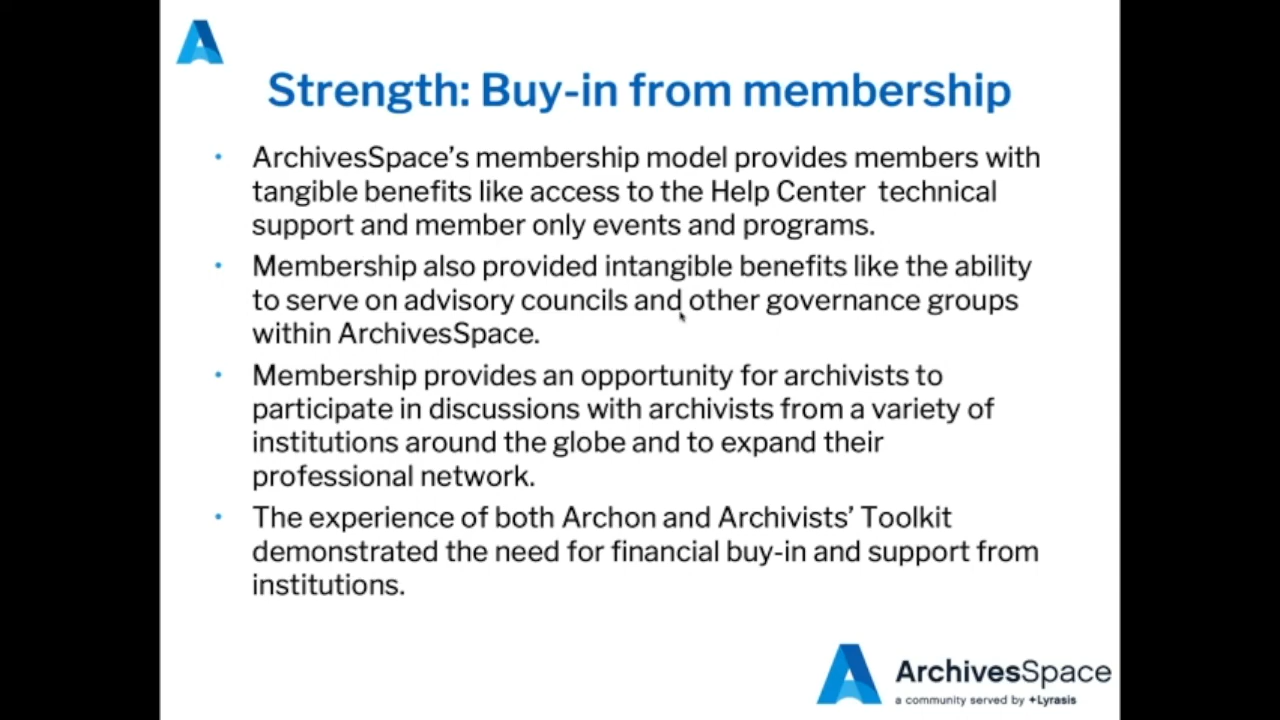 Strength: Buy-in from membership
• ArchivesSpace’s membership model provides members with
tangible benefits like access to the Help Center  technical
support and member only events and programs.
• Membership also provided intangible benefits like the ability
to serve on advisory councils and other governance groups
within ArchivesSpace.
• Membership provides an opportunity for archivists to
participate in discussions with archivists from a variety of
institutions around the globe and to expand their
professional network.
• The experience of both Archon and Archivists’ Toolkit
demonstrated the need for financial buy-in and support from
institutions.
ArchivesSpace
a community served by Lyrasis